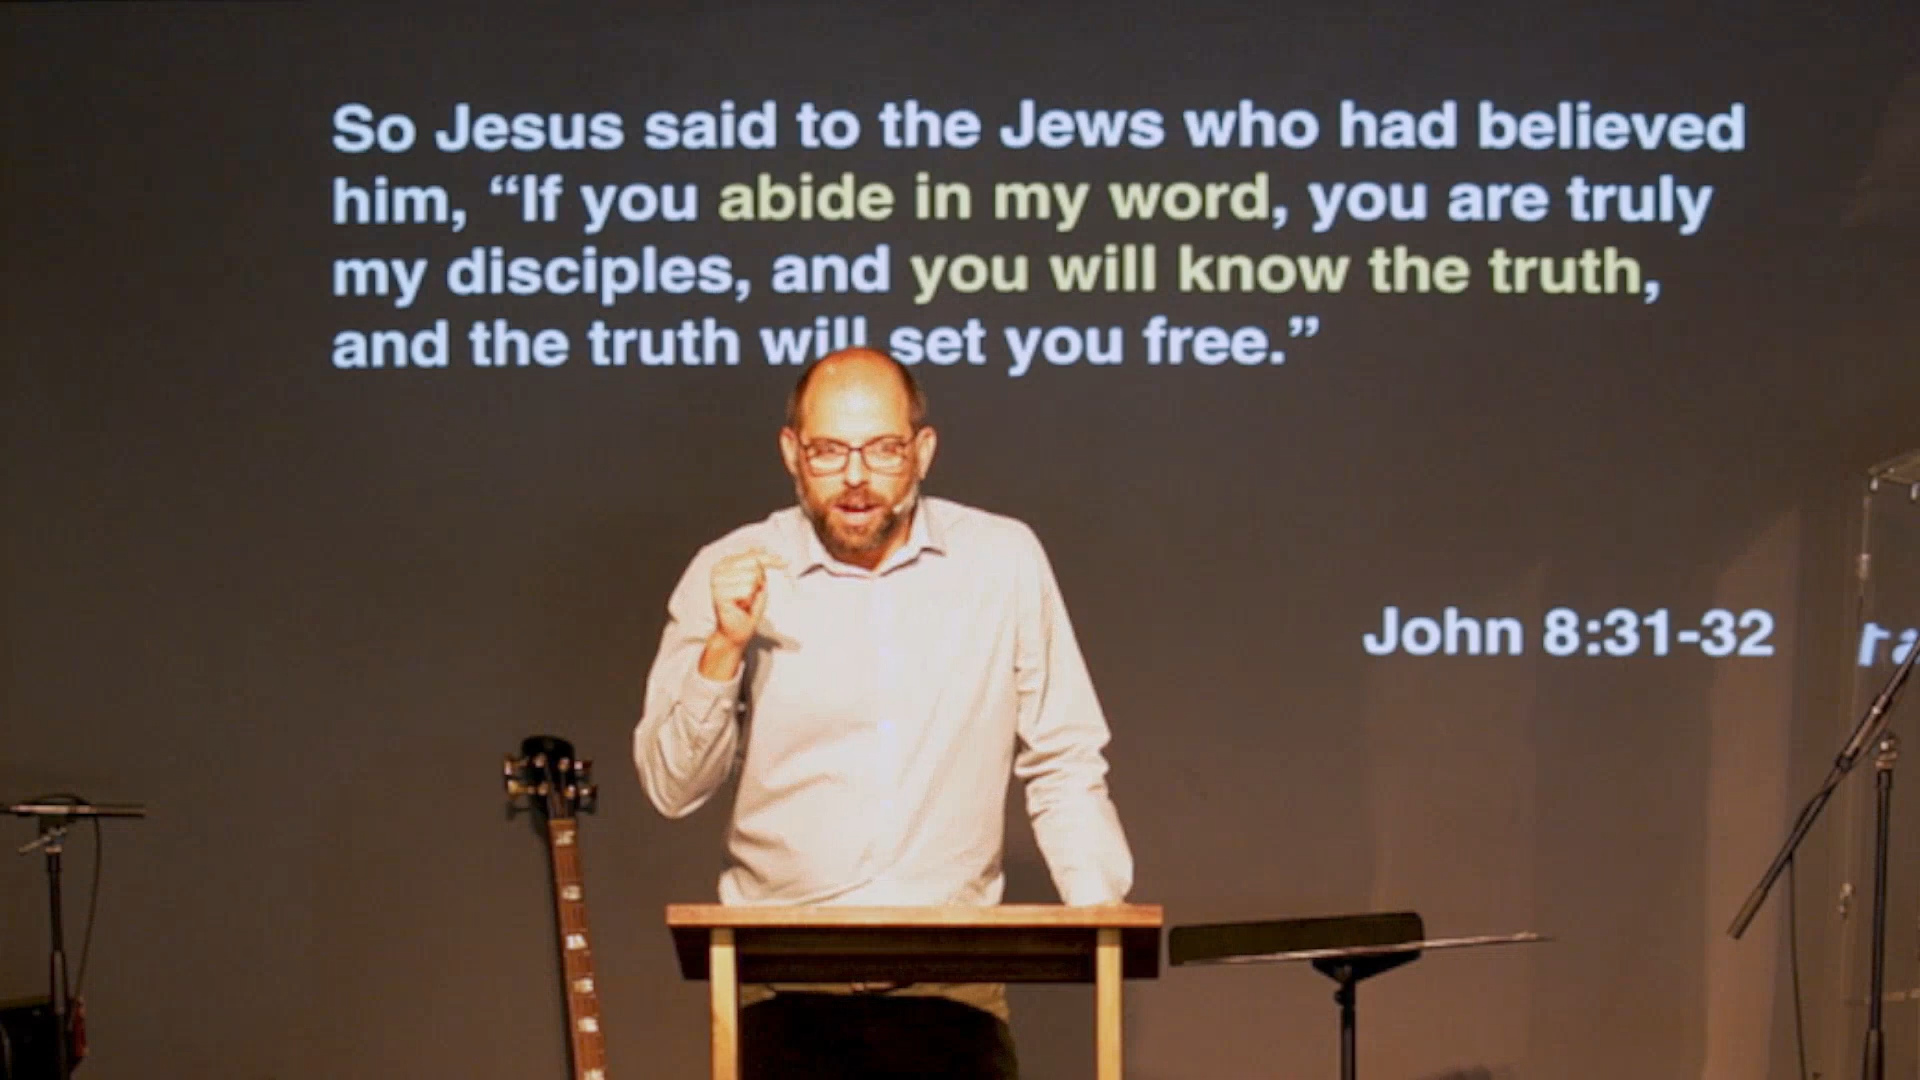 So Jesus said to the Jews who had believed
him, “If you abide in my word, you are truly
my disciples, and you will know the truth,
and the truth will set you free.”
John 8:31-32